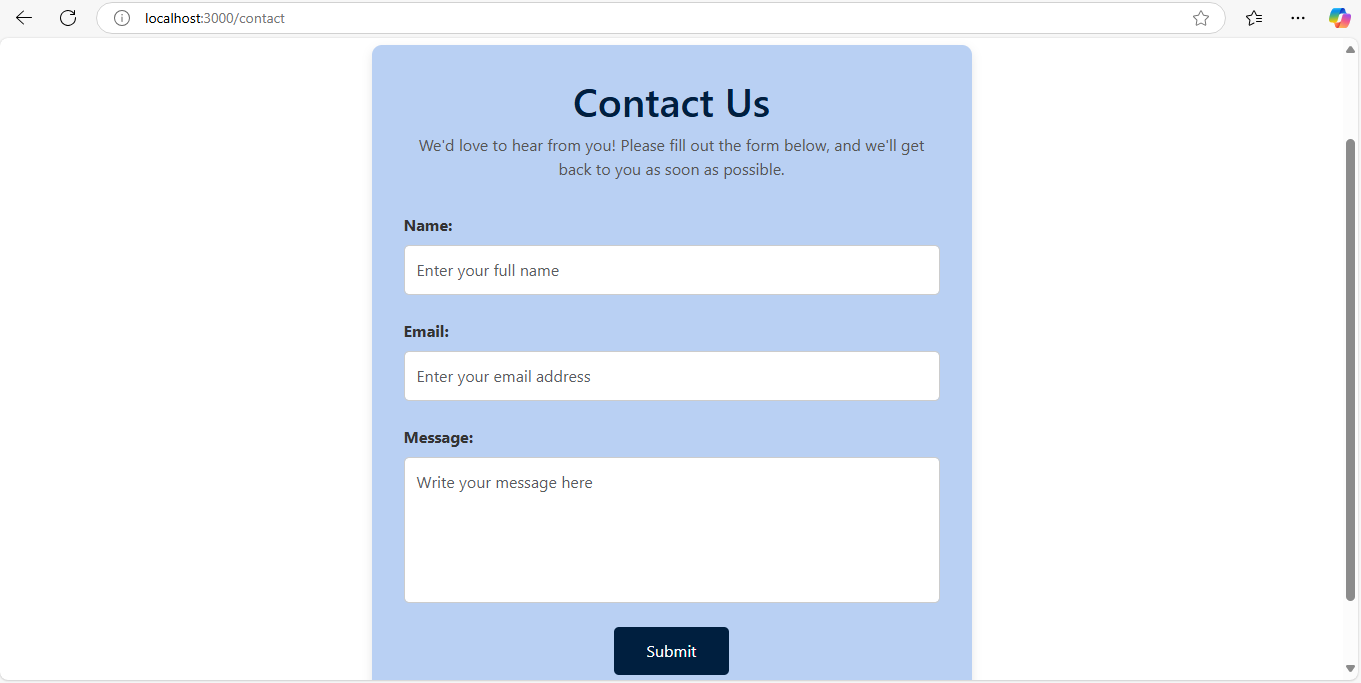 localhost:3000/contact
Contact Us
We'd love to hear from you! Please fill out the form below, and we'll get
back to you as soon as possible.
Name:
Enter your full name
Email:
Enter your email address
Message:
Write your message here
Submit